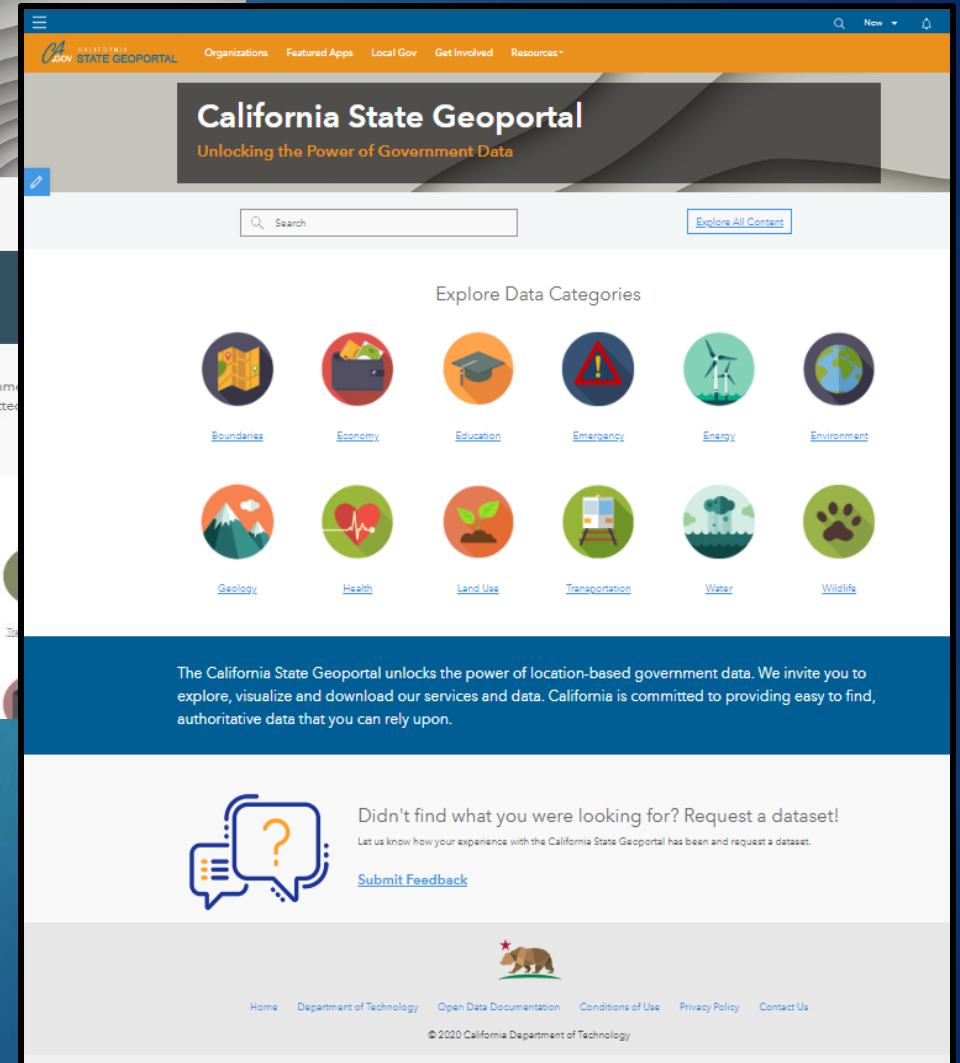 New
CA.GOV CALIFORNIA STATE GEOPORTAL
Organizations Featured Apps Local Gov Get Involved Resources
California State Geoportal
Unlocking the Power of Government Data
Search
Explore All Content
Explore Data Categories
Boundaries Economy Education Emergency Energy Environment
Geology Health Land Use Transportation Water Wildlife
The California State Geoportal unlocks the power of location-based government data. We invite you to
explore, visualize and download our services and data. California is committed to providing easy to find,
authoritative data that you can rely upon.
?
Didn't find what you were looking for? Request a dataset!
Let us know how your experience with the California State Geoportal has been and request a dataset.
Submit Feedback
Home Department of Technology Open Data Documentation Conditions of Use Privacy Policy Contact Us
© 2020 California Department of Technology